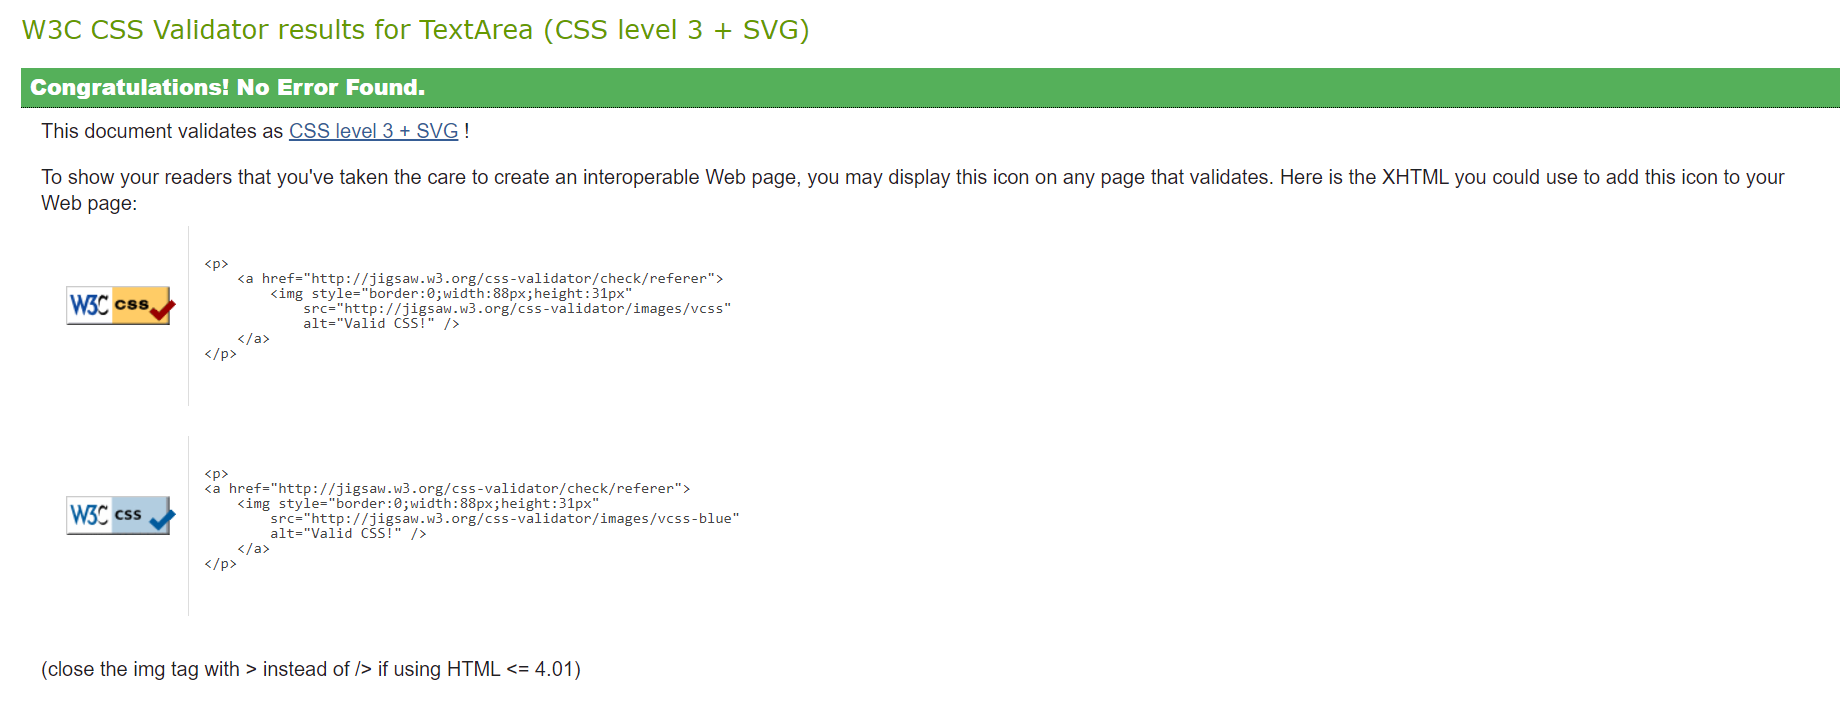 W3C CSS Validator results for TextArea (CSS level 3 + SVG)
Congratulations! No Error Found.
This document validates as CSS level 3 + SVG !
To show your readers that you've taken the care to create an interoperable Web page, you may display this icon on any page that validates. Here is the XHTML you could use to add this icon to your
Web page:
W3C css
<p>
<a href="http://jigsaw.w3.org/css-validator/check/referer">
<img style="border:0;width:88px;height:31px"
src="http://jigsaw.w3.org/css-validator/images/vcss"
alt="Valid CSS!" />
</a>
</p>
W3C css
<p>
<a href="http://jigsaw.w3.org/css-validator/check/referer">
<img style="border:0;width:88px;height:31px"
src="http://jigsaw.w3.org/css-validator/images/vcss-blue"
alt="Valid CSS!" />
</a>
</p>
(close the img tag with > instead of /> if using HTML <= 4.01)